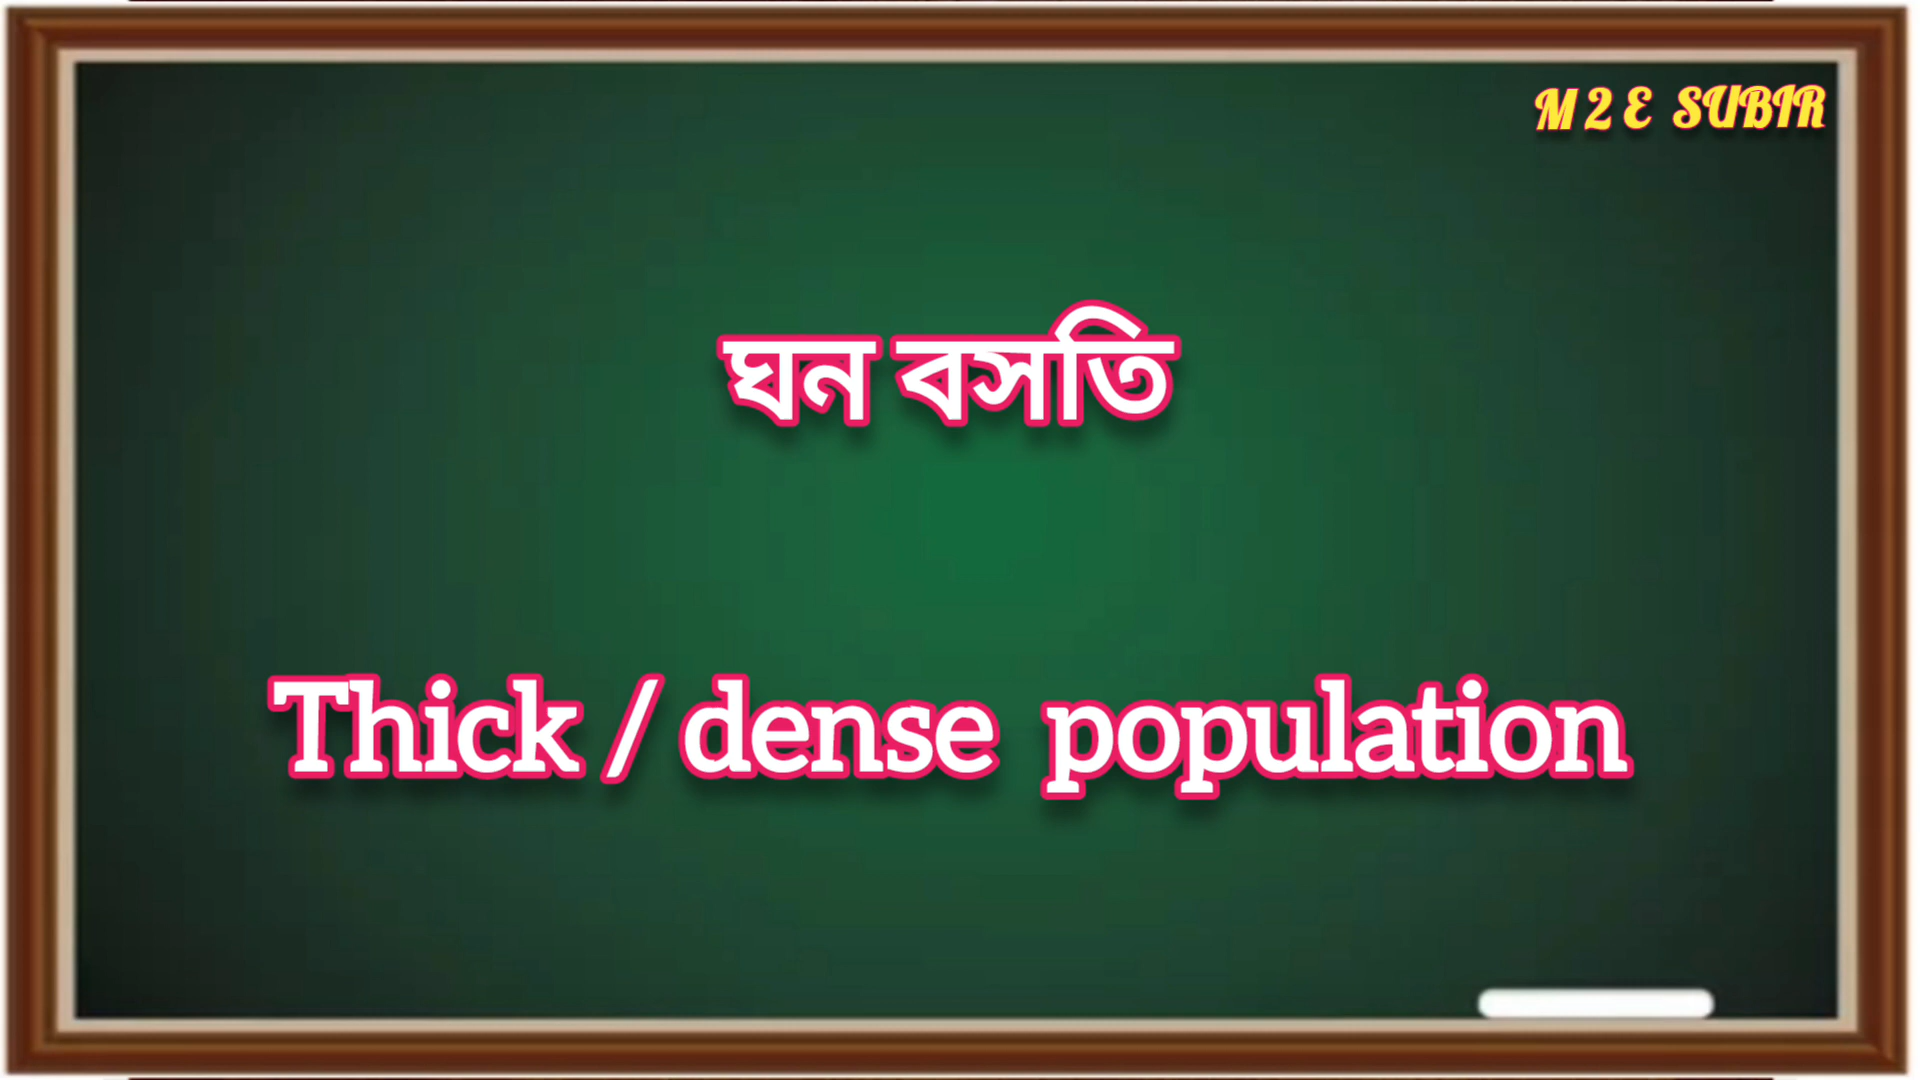 M 2 E SUBIR
ঘন বসতি
Thick / dense population